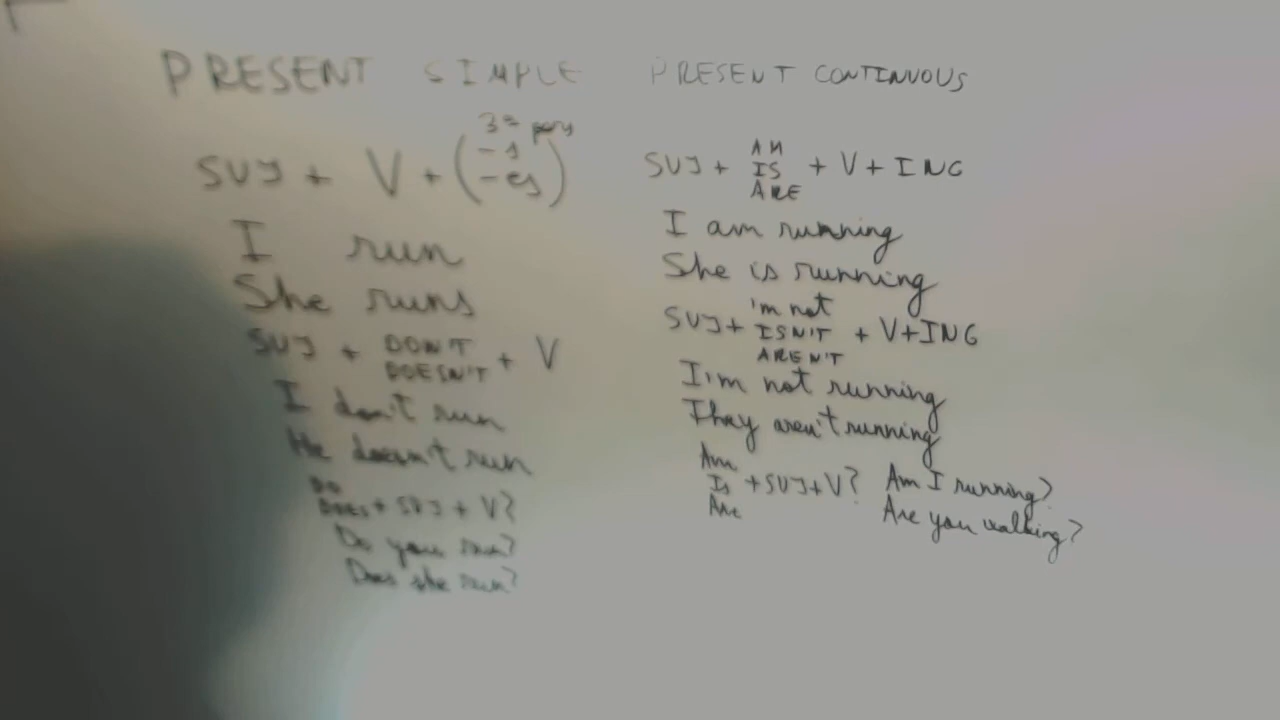 PRESENT SIMPLE
SUJ + V + (3ª pers -s -es)
I run
She runs
SUJ + DON'T DOESN'T + V
I don't run
He doesn't run
DO DOES + SUJ + V?
Do you run?
Does she run?
PRESENT CONTINUOUS
SUJ + AM IS ARE + V + ING
I am running
She is running
SUJ + 'm not ISN'T AREN'T + V+ING
I'm not running
They aren't running
Am Is Are + SUJ + V? Am I running?
Are you walking?